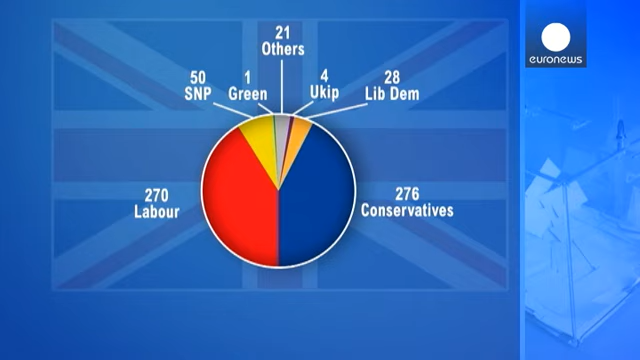 21
Others
50
SNP
1
Green
4
Ukip
28
Lib Dem
270
Labour
276
Conservatives
euronews